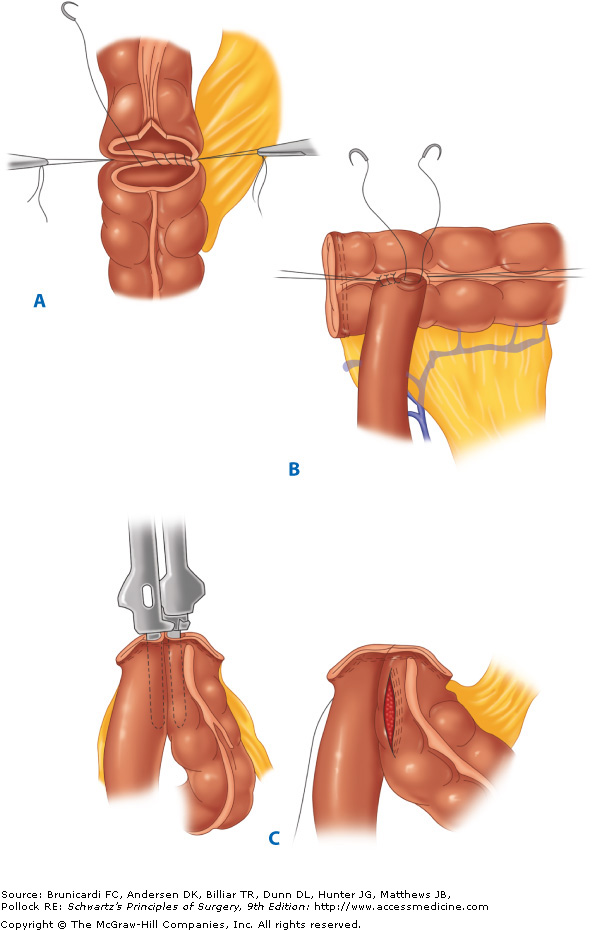 A
B
C
Source: Brunicardi FC, Andersen DK, Billiar TR, Dunn DL, Hunter JG, Matthews JB,
Pollock RE: Schwartz's Principles of Surgery, 9th Edition: http://www.accessmedicine.com
Copyright © The McGraw-Hill Companies, Inc. All rights reserved.